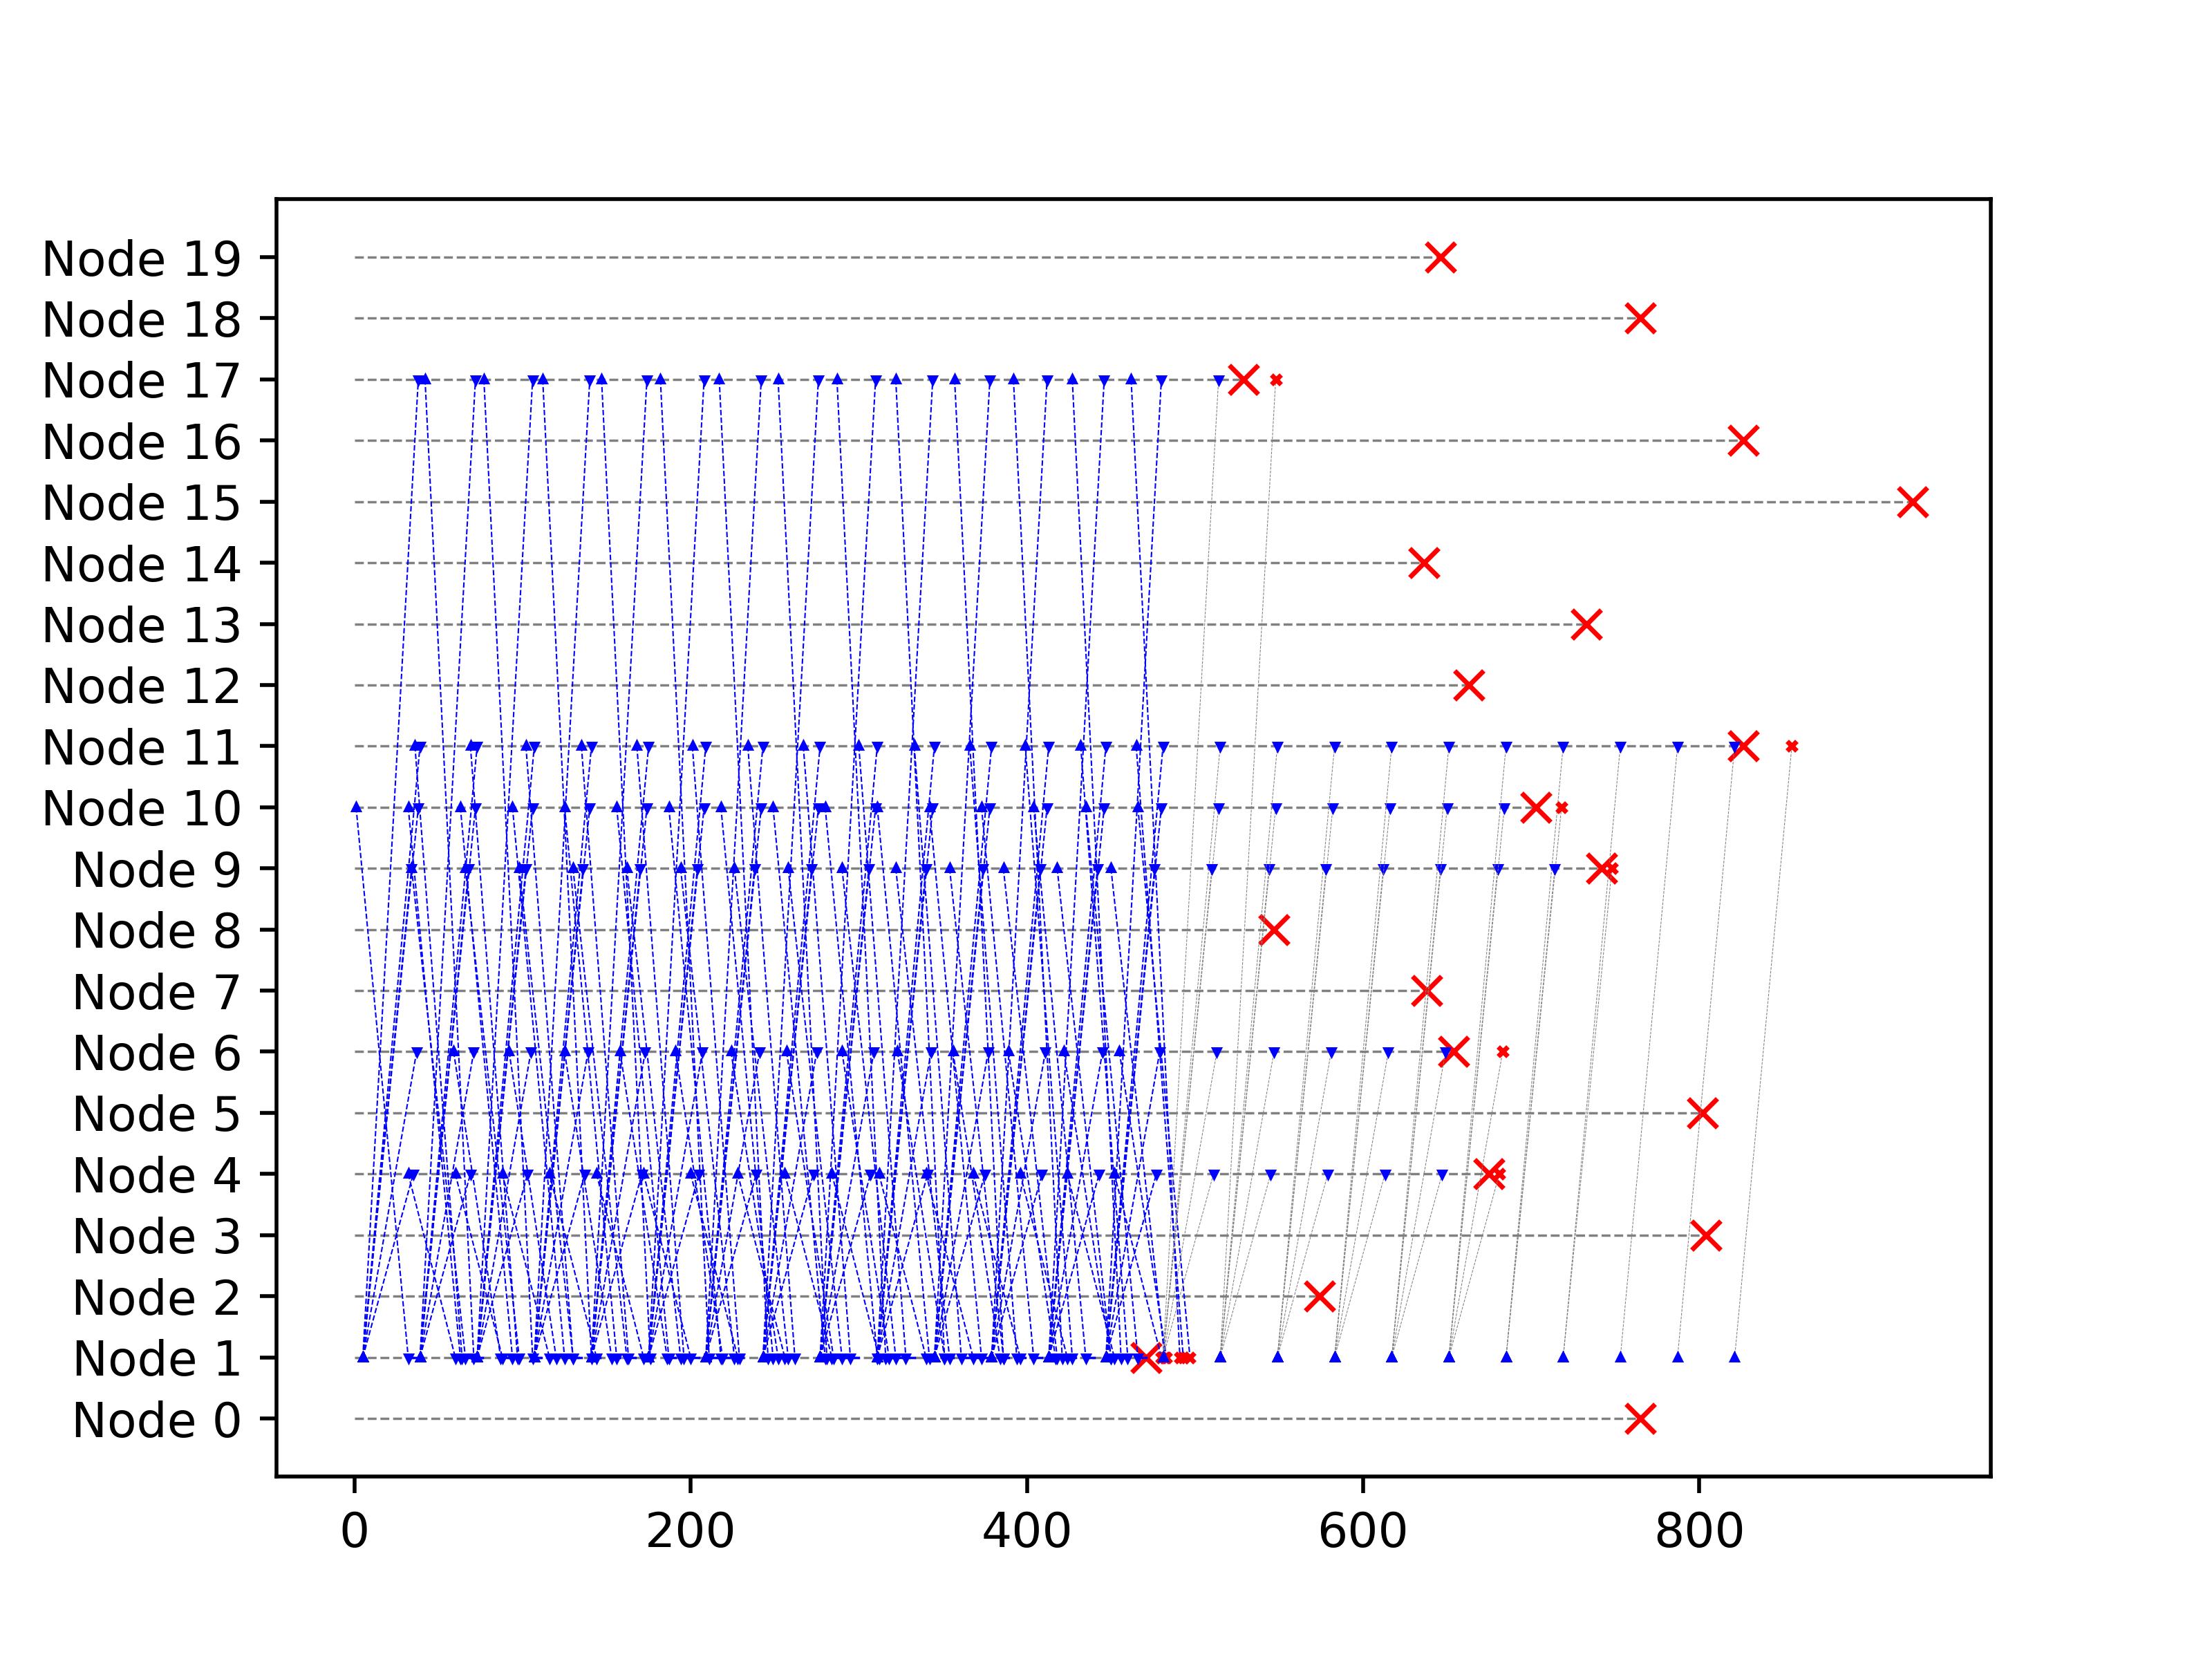 Node 19
Node 18
Node 17
Node 16
Node 15
Node 14
Node 13
Node 12
Node 11
Node 10
Node 9
Node 8
Node 7
Node 6
Node 5
Node 4
Node 3
Node 2
Node 1
Node 0
0 200 400 600 800